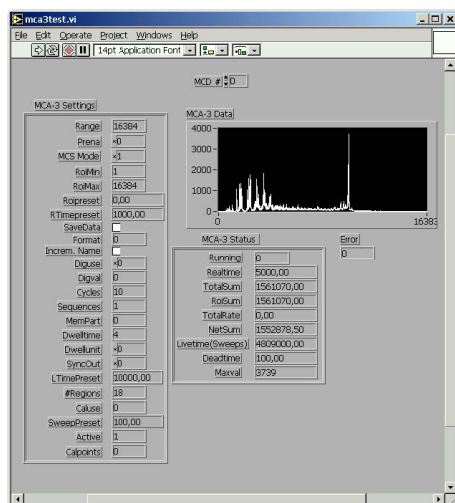 mca3test.vi
File Edit Operate Project Windows Help
14pt Application Font
MCD # 0
MCA-3 Settings
Range 16384
Prena ×0
MCS Mode ×1
RoiMin 1
RoiMax 16384
Roipreset 0,00
RTimepreset 1000,00
SaveData
Format 0
Increm. Name
Diguse ×0
Digval 0
Cycles 10
Sequences 1
MemPart 0
Dwelltime 4
Dwellunit ×0
SyncOut ×0
LTimePreset 10000,00
#Regions 18
Caluse 0
SweepPreset 100,00
Active 1
Calpoints 0
MCA-3 Data
4000
3000
2000
1000
0
0 16383
MCA-3 Status
Running 0
Realtime 5000,00
TotalSum 1561070,00
RoiSum 1561070,00
TotalRate 0,00
NetSum 1552878,50
Livetime(Sweeps) 4809000,00
Deadtime 100,00
Maxval 3739
Error
0